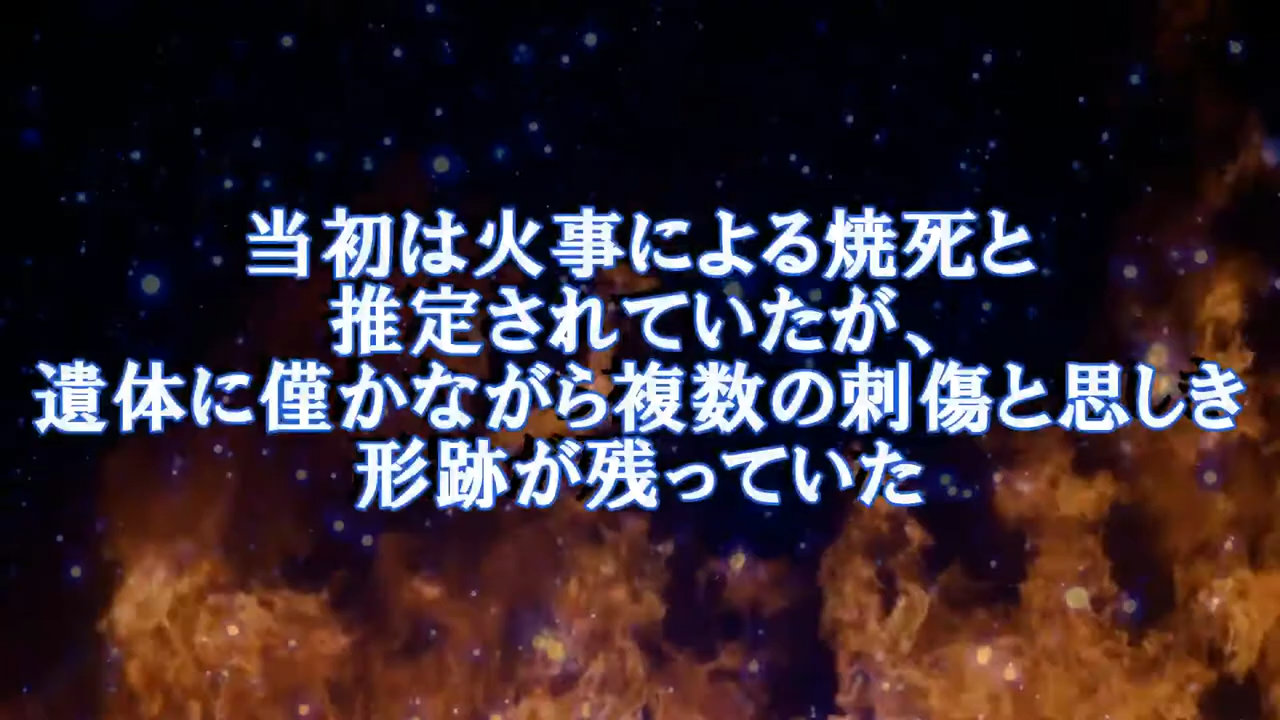 当初は火事による焼死と
推定されていたが、
遺体に僅かながら複数の刺傷と思しき
形跡が残っていた